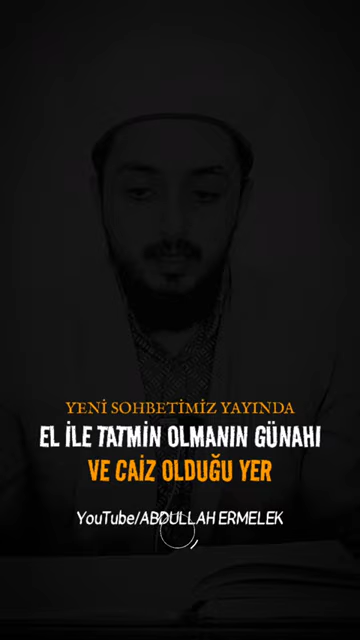 YENİ SOHBETİMİZ YAYINDA
EL İLE TATMİN OLMANIN GÜNAHI
VE CAİZ OLDUĞU YER
YouTube/ABDULLAH ERMELEK